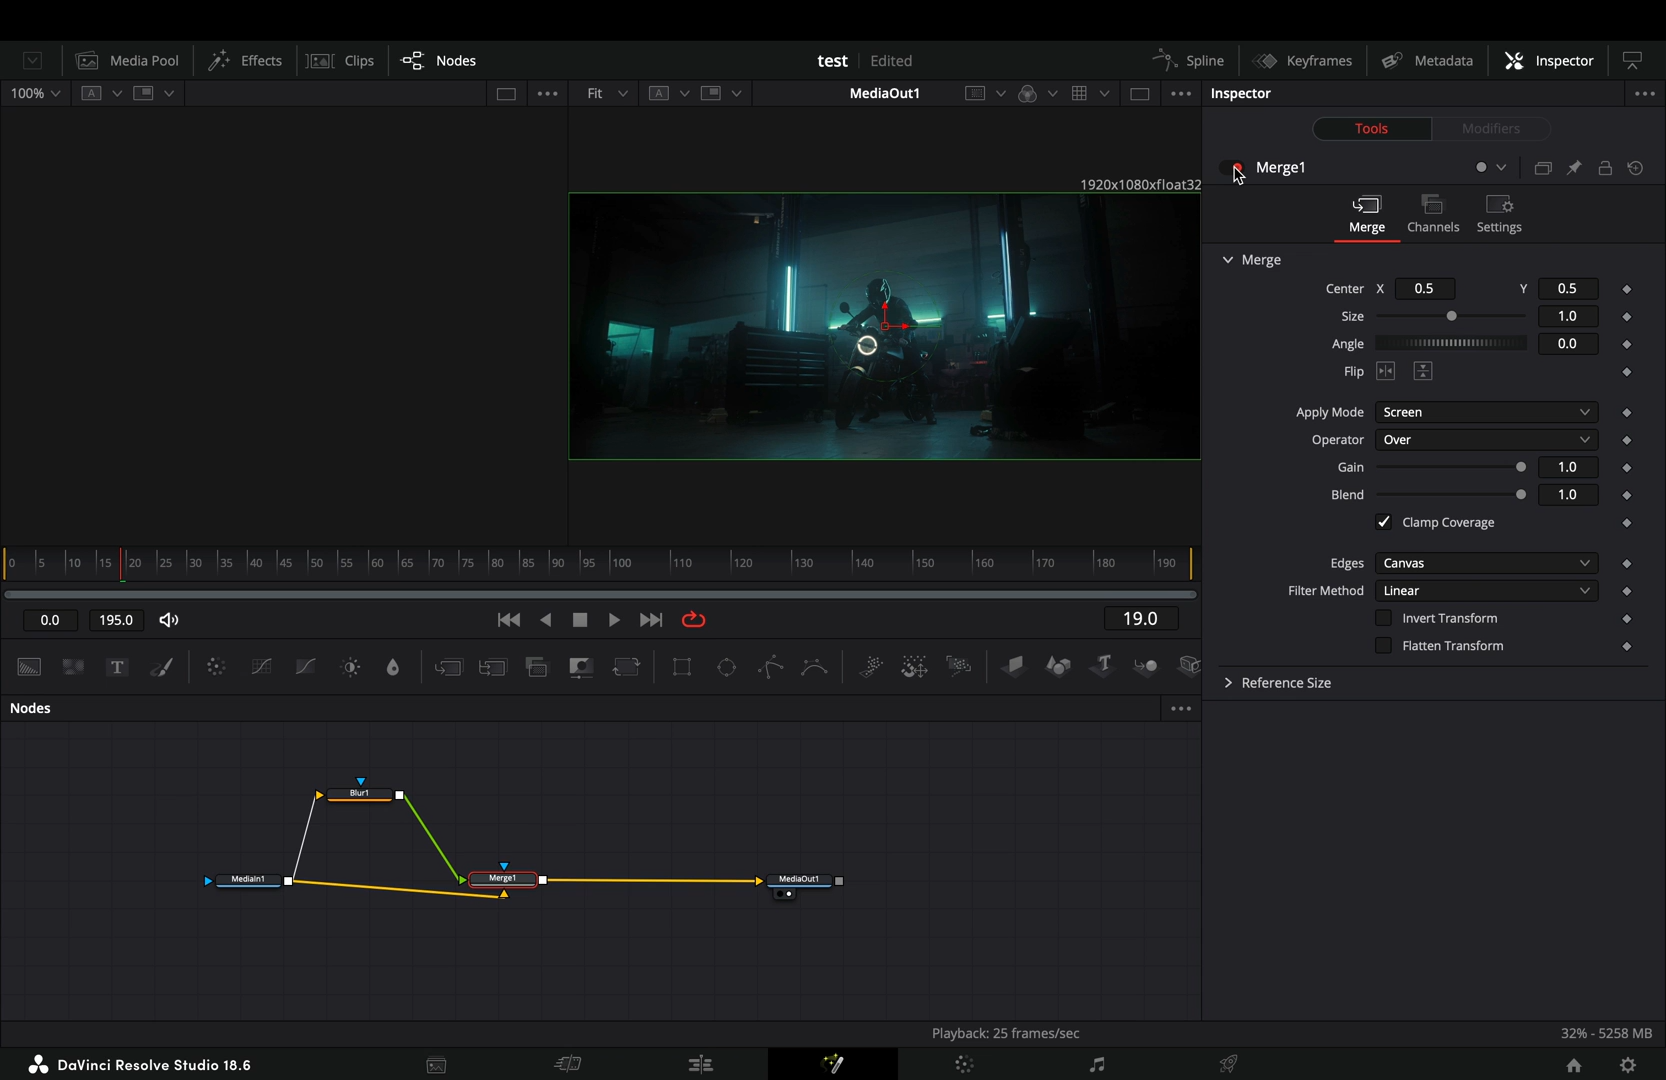 Media Pool Effects Clips Nodes test Edited Spline Keyframes Metadata Inspector
100% A Fit A MediaOut1 Inspector
Tools Modifiers
Merge1
1920x1080xfloat32
Merge Channels Settings
Merge
Center X 0.5 Y 0.5
Size 1.0
Angle 0.0
Flip
Apply Mode Screen
Operator Over
Gain 1.0
Blend 1.0
Clamp Coverage
0 5 10 15 20 25 30 35 40 45 50 55 60 65 70 75 80 85 90 95 100 110 120 130 140 150 160 170 180 190
Edges Canvas
Filter Method Linear
Invert Transform
Flatten Transform
0.0 195.0 19.0
T T
Reference Size
Nodes
Blur1
MediaIn1 Merge1 MediaOut1
Playback: 25 frames/sec 32% - 5258 MB
DaVinci Resolve Studio 18.6